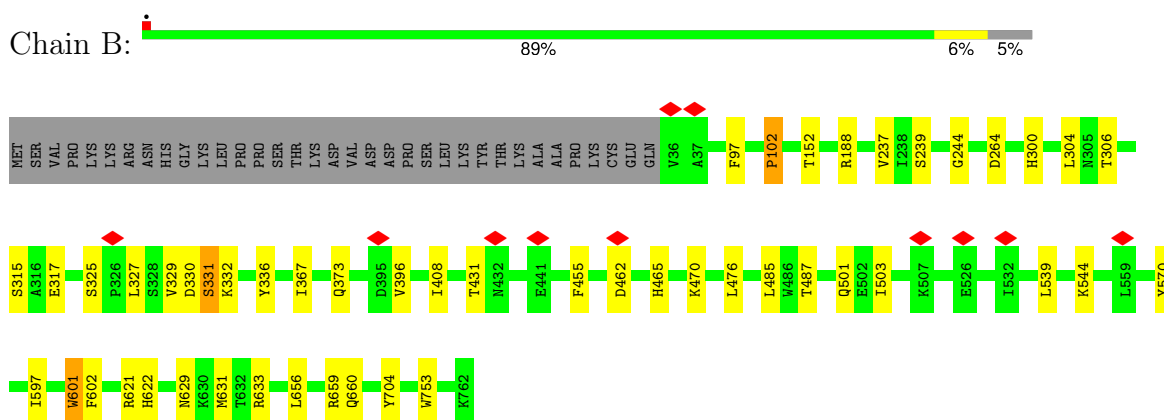 Chain B:
89% 6% 5%
MET SER VAL PRO LYS LYS ARG ASN HIS GLY LYS LEU PRO PRO SER THR LYS ASP VAL ASP ASP PRO SER LEU LYS TYR THR LYS ALA ALA PRO LYS CYS GLU GLN V36 A37 F97 P102 T152 R188 V237 I238 S239 G244 D264 H300 L304 N305 T306
S315 A316 E317 S325 P326 L327 S328 V329 D330 S331 K332 Y336 I367 Q373 D395 V396 I408 T431 N432 E441 F455 D462 H465 K470 L476 L485 W486 T487 Q501 E502 I503 K507 E526 I532 L539 K544 L559 Y570
I597 W601 F602 R621 H622 N629 K630 M631 T632 R633 L656 R659 Q660 Y704 W753 K762